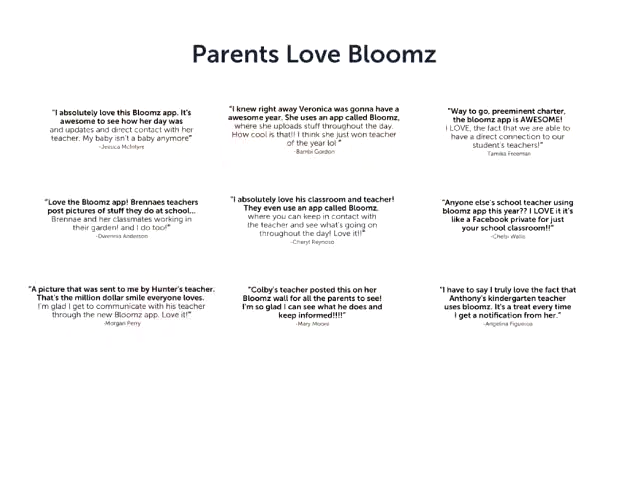 Parents Love Bloomz
"I absolutely love this Bloomz app. It's
awesome to see how her day was
and updates and direct contact with her
teacher. My baby isn't a baby anymore"
-Jessica McIntyre
"I knew right away Veronica was gonna have a
awesome year. She uses an app called Bloomz,
where she uploads stuff throughout the day.
How cool is that!! I think she just won teacher
of the year lol "
-Bambi Gordon
"Way to go, preeminent charter,
the bloomz app is AWESOME!
I LOVE, the fact that we are able to
have a direct connection to our
student's teachers!"
Tamika Freeman
"Love the Bloomz app! Brennaes teachers
post pictures of stuff they do at school...
Brennae and her classmates working in
their garden! and I do too!"
Anderson
"I absolutely love his classroom and teacher!
They even use an app called Bloomz.
where you can keep in contact with
the teacher and see what's going on
throughout the day! Love it!!"
-Cheryl Reynoso
"Anyone else's school teacher using
bloomz app this year?? I LOVE it it's
like a Facebook private for just
your school classroom!!"
-Chelsi Wallis
"A picture that was sent to me by Hunter's teacher.
That's the million dollar smile everyone loves.
I'm glad I get to communicate with his teacher
through the new Bloomz app. Love it!"
-Morgan Perry
"Colby's teacher posted this on her
Bloomz wall for all the parents to see!
I'm so glad I can see what he does and
keep informed!!!!"
-Mary Moore
"I have to say I truly love the fact that
Anthony's kindergarten teacher
uses bloomz. It's a treat every time
I get a notification from her."
-Angelina Figueroa